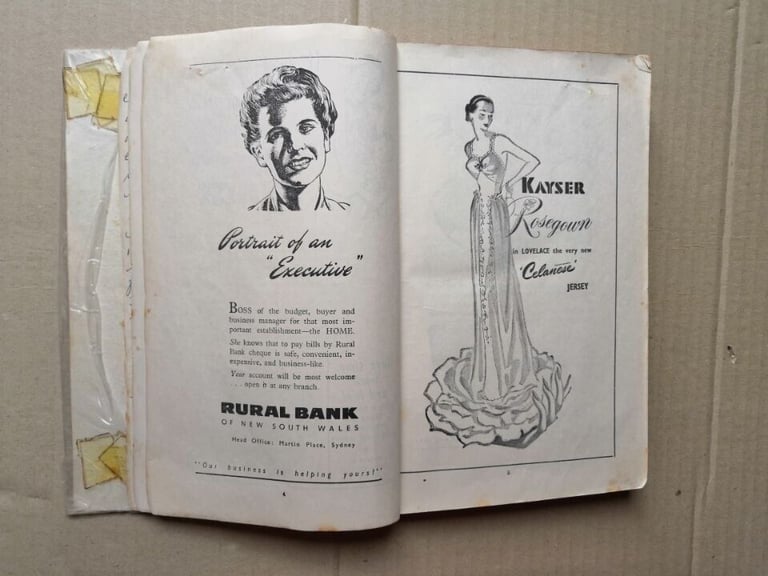 Portrait of an
"Executive"
BOSS of the budget, buyer and
business manager for that most im-
portant establishment—the HOME.
She knows that to pay bills by Rural
Bank cheque is safe, convenient, in-
expensive, and business-like.
Your account will be most welcome
. . . open it at any branch.
RURAL BANK
OF NEW SOUTH WALES
Head Office: Martin Place, Sydney
"Our business is helping yours!"
4
KAYSER
Rosegown
in LOVELACE the very new
'Celanese'
JERSEY